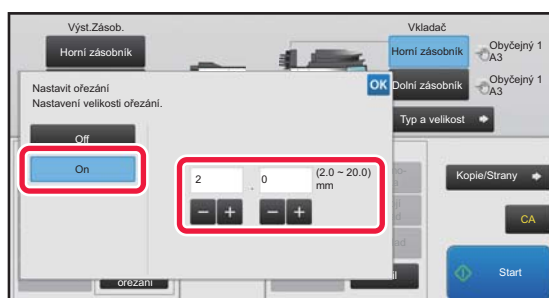 Výst.Zásob.
Vkladač
Horní zásobník
Horní zásobník
Obyčejný 1
A3
Dolní zásobník
Obyčejný 1
A3
Typ a velikost
Nastavit ořezání
Nastavení velikosti ořezání.
OK
Off
On
2 . 0 (2.0 ~ 20.0)
mm
Kopie/Strany
CA
Start
ořezání